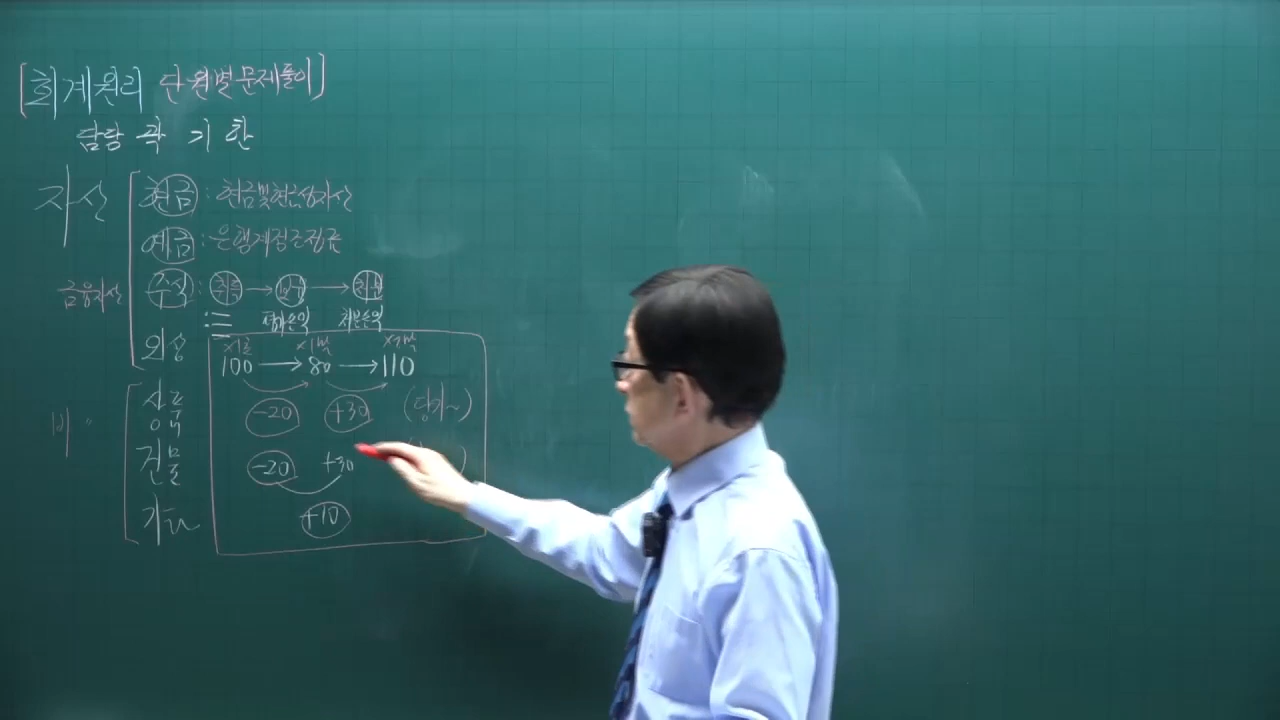 [회계원리 단원별문제풀이]
담당 곽 기 한
자산
현금 : 현금및현금성자산
예금 : 은행계정조정표
금융자산
주식 : 취득 → 보유 → 처분
평가손익 처분손익
외상
x1초 x1말
100 → 80 → 110
상품
-20 +30 (당기~)
비
건물
-20 +30
기타
+10